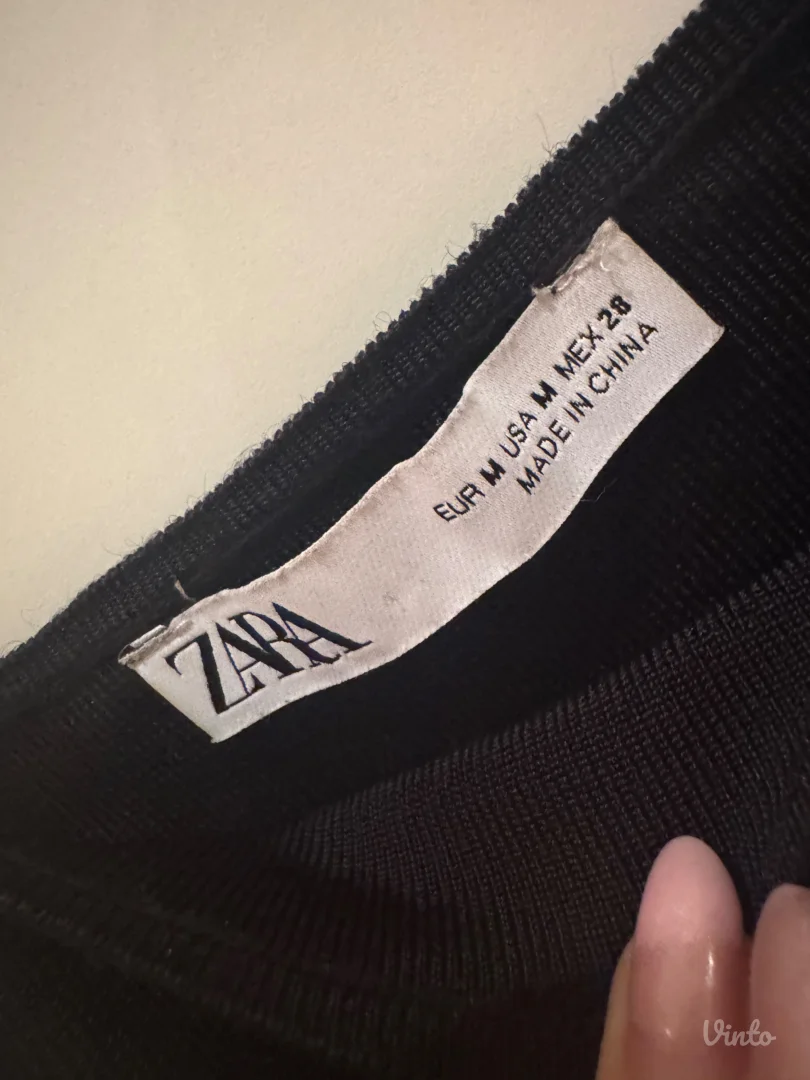 ZARA
EUR M USA M MEX 28
MADE IN CHINA
Vinto